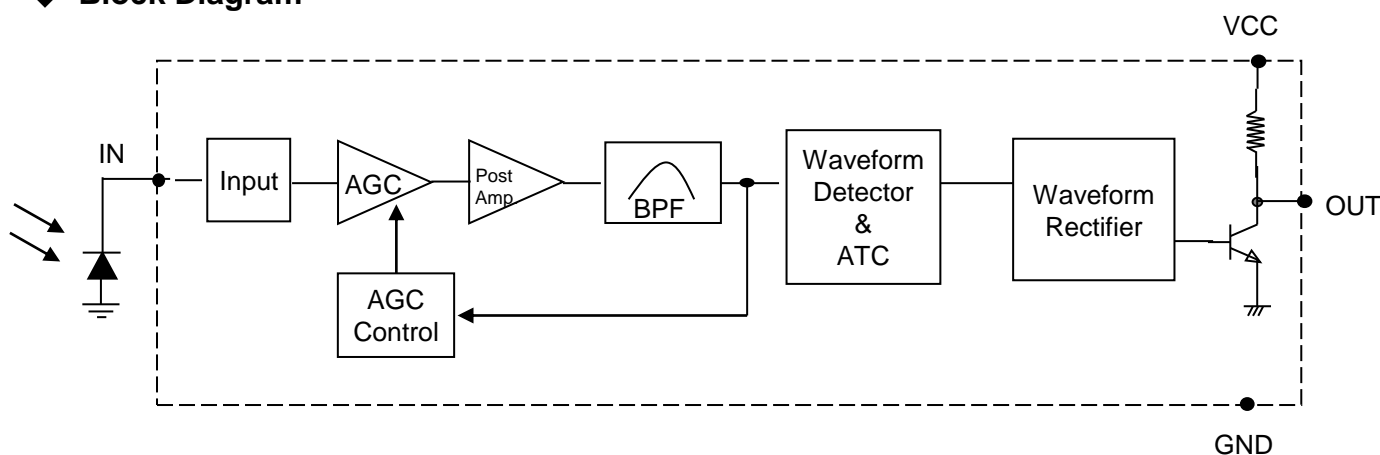 Block Diagram
VCC
IN
Input
AGC
Post
Amp
BPF
Waveform
Detector
&
ATC
Waveform
Rectifier
OUT
AGC
Control
GND